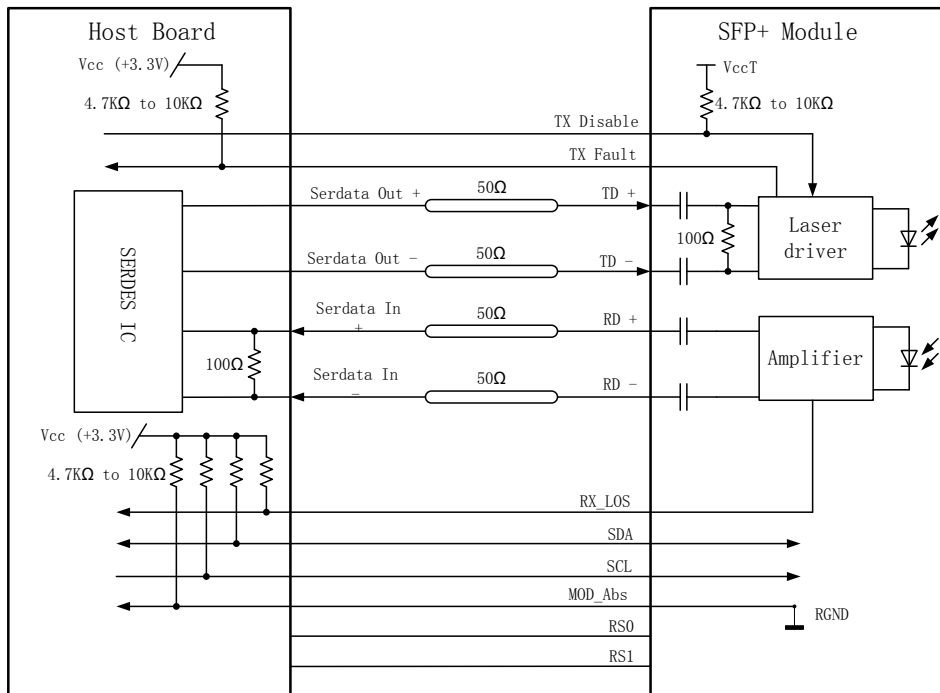 Host Board
SFP+ Module
Vcc (+3.3V)
VccT
4.7KΩ to 10KΩ
4.7KΩ to 10KΩ
TX Disable
TX Fault
Serdata Out +
50Ω
TD +
100Ω
Laser
driver
Serdata Out -
50Ω
TD -
SERDES IC
Serdata In
+
50Ω
RD +
100Ω
Amplifier
Serdata In
-
50Ω
RD -
Vcc (+3.3V)
4.7KΩ to 10KΩ
RX_LOS
SDA
SCL
MOD_Abs
RGND
RS0
RS1